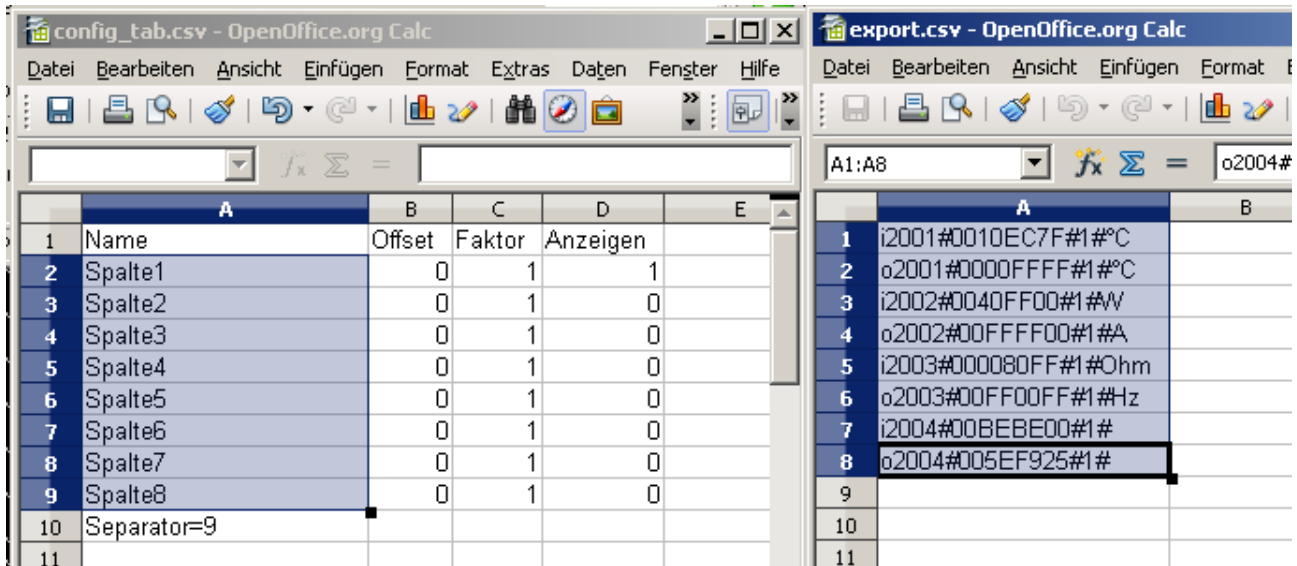 config_tab.csv - OpenOffice.org Calc
Datei Bearbeiten Ansicht Einfügen Format Extras Daten Fenster Hilfe
A B C D E
1 Name Offset Faktor Anzeigen
2 Spalte1 0 1 1
3 Spalte2 0 1 0
4 Spalte3 0 1 0
5 Spalte4 0 1 0
6 Spalte5 0 1 0
7 Spalte6 0 1 0
8 Spalte7 0 1 0
9 Spalte8 0 1 0
10 Separator=9
11
export.csv - OpenOffice.org Calc
Datei Bearbeiten Ansicht Einfügen Format
A1:A8 o2004#
A B
1 i2001#0010EC7F#1#°C
2 o2001#0000FFFF#1#°C
3 i2002#0040FF00#1#W
4 o2002#00FFFF00#1#A
5 i2003#000080FF#1#Ohm
6 o2003#00FF00FF#1#Hz
7 i2004#00BEBE00#1#
8 o2004#005EF925#1#
9
10
11